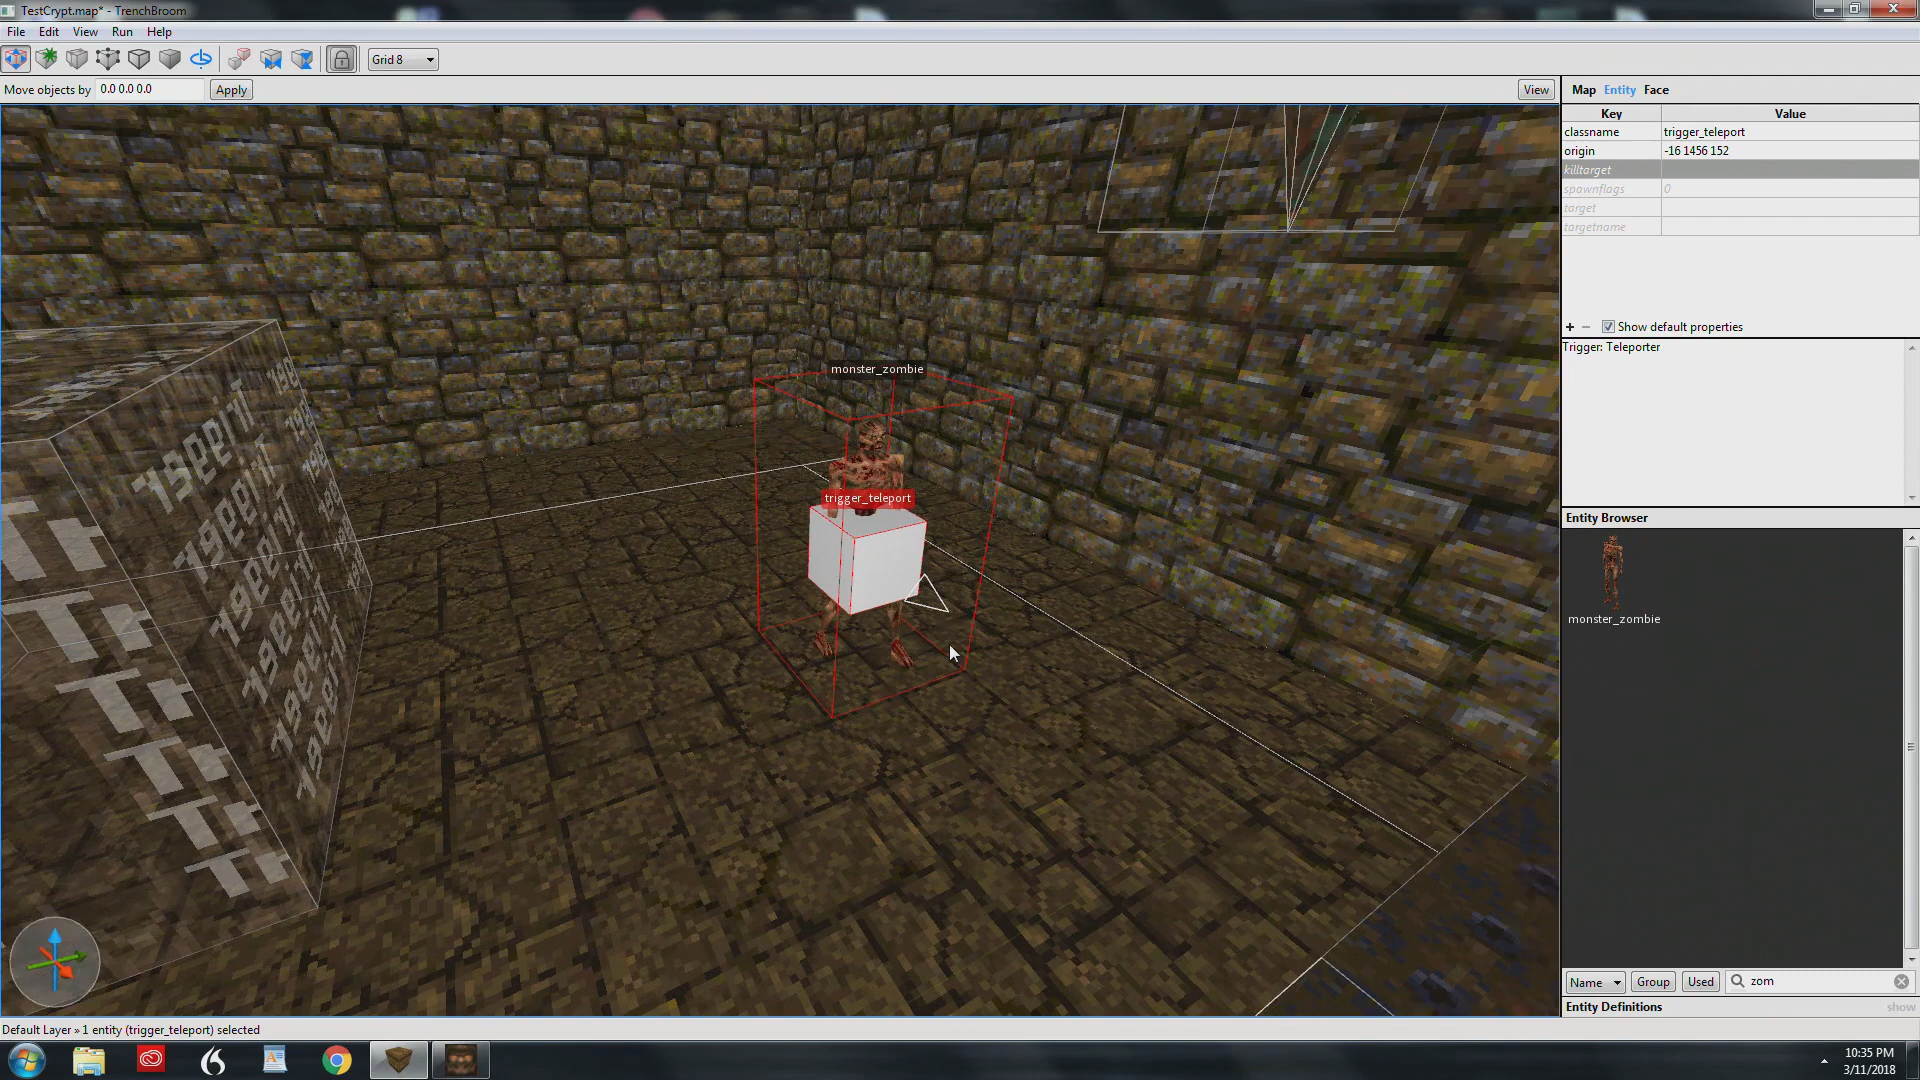 TestCrypt.map* - TrenchBroom
File Edit View Run Help
Grid 8
Move objects by 0.0 0.0 0.0 Apply
View
Map Entity Face
Key Value
classname trigger_teleport
origin -16 1456 152
killtarget
spawnflags 0
target
targetname
+ − Show default properties
Trigger: Teleporter
monster_zombie
trigger_teleport
Entity Browser
monster_zombie
Name Group Used zom
Entity Definitions show
Default Layer » 1 entity (trigger_teleport) selected
10:35 PM
3/11/2018